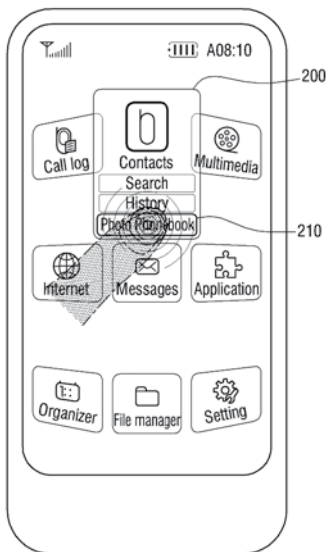 A08:10
200
Call log
Contacts
Multimedia
Search
History
Photo Phonebook
210
Internet
Messages
Application
Organizer
File manager
Setting